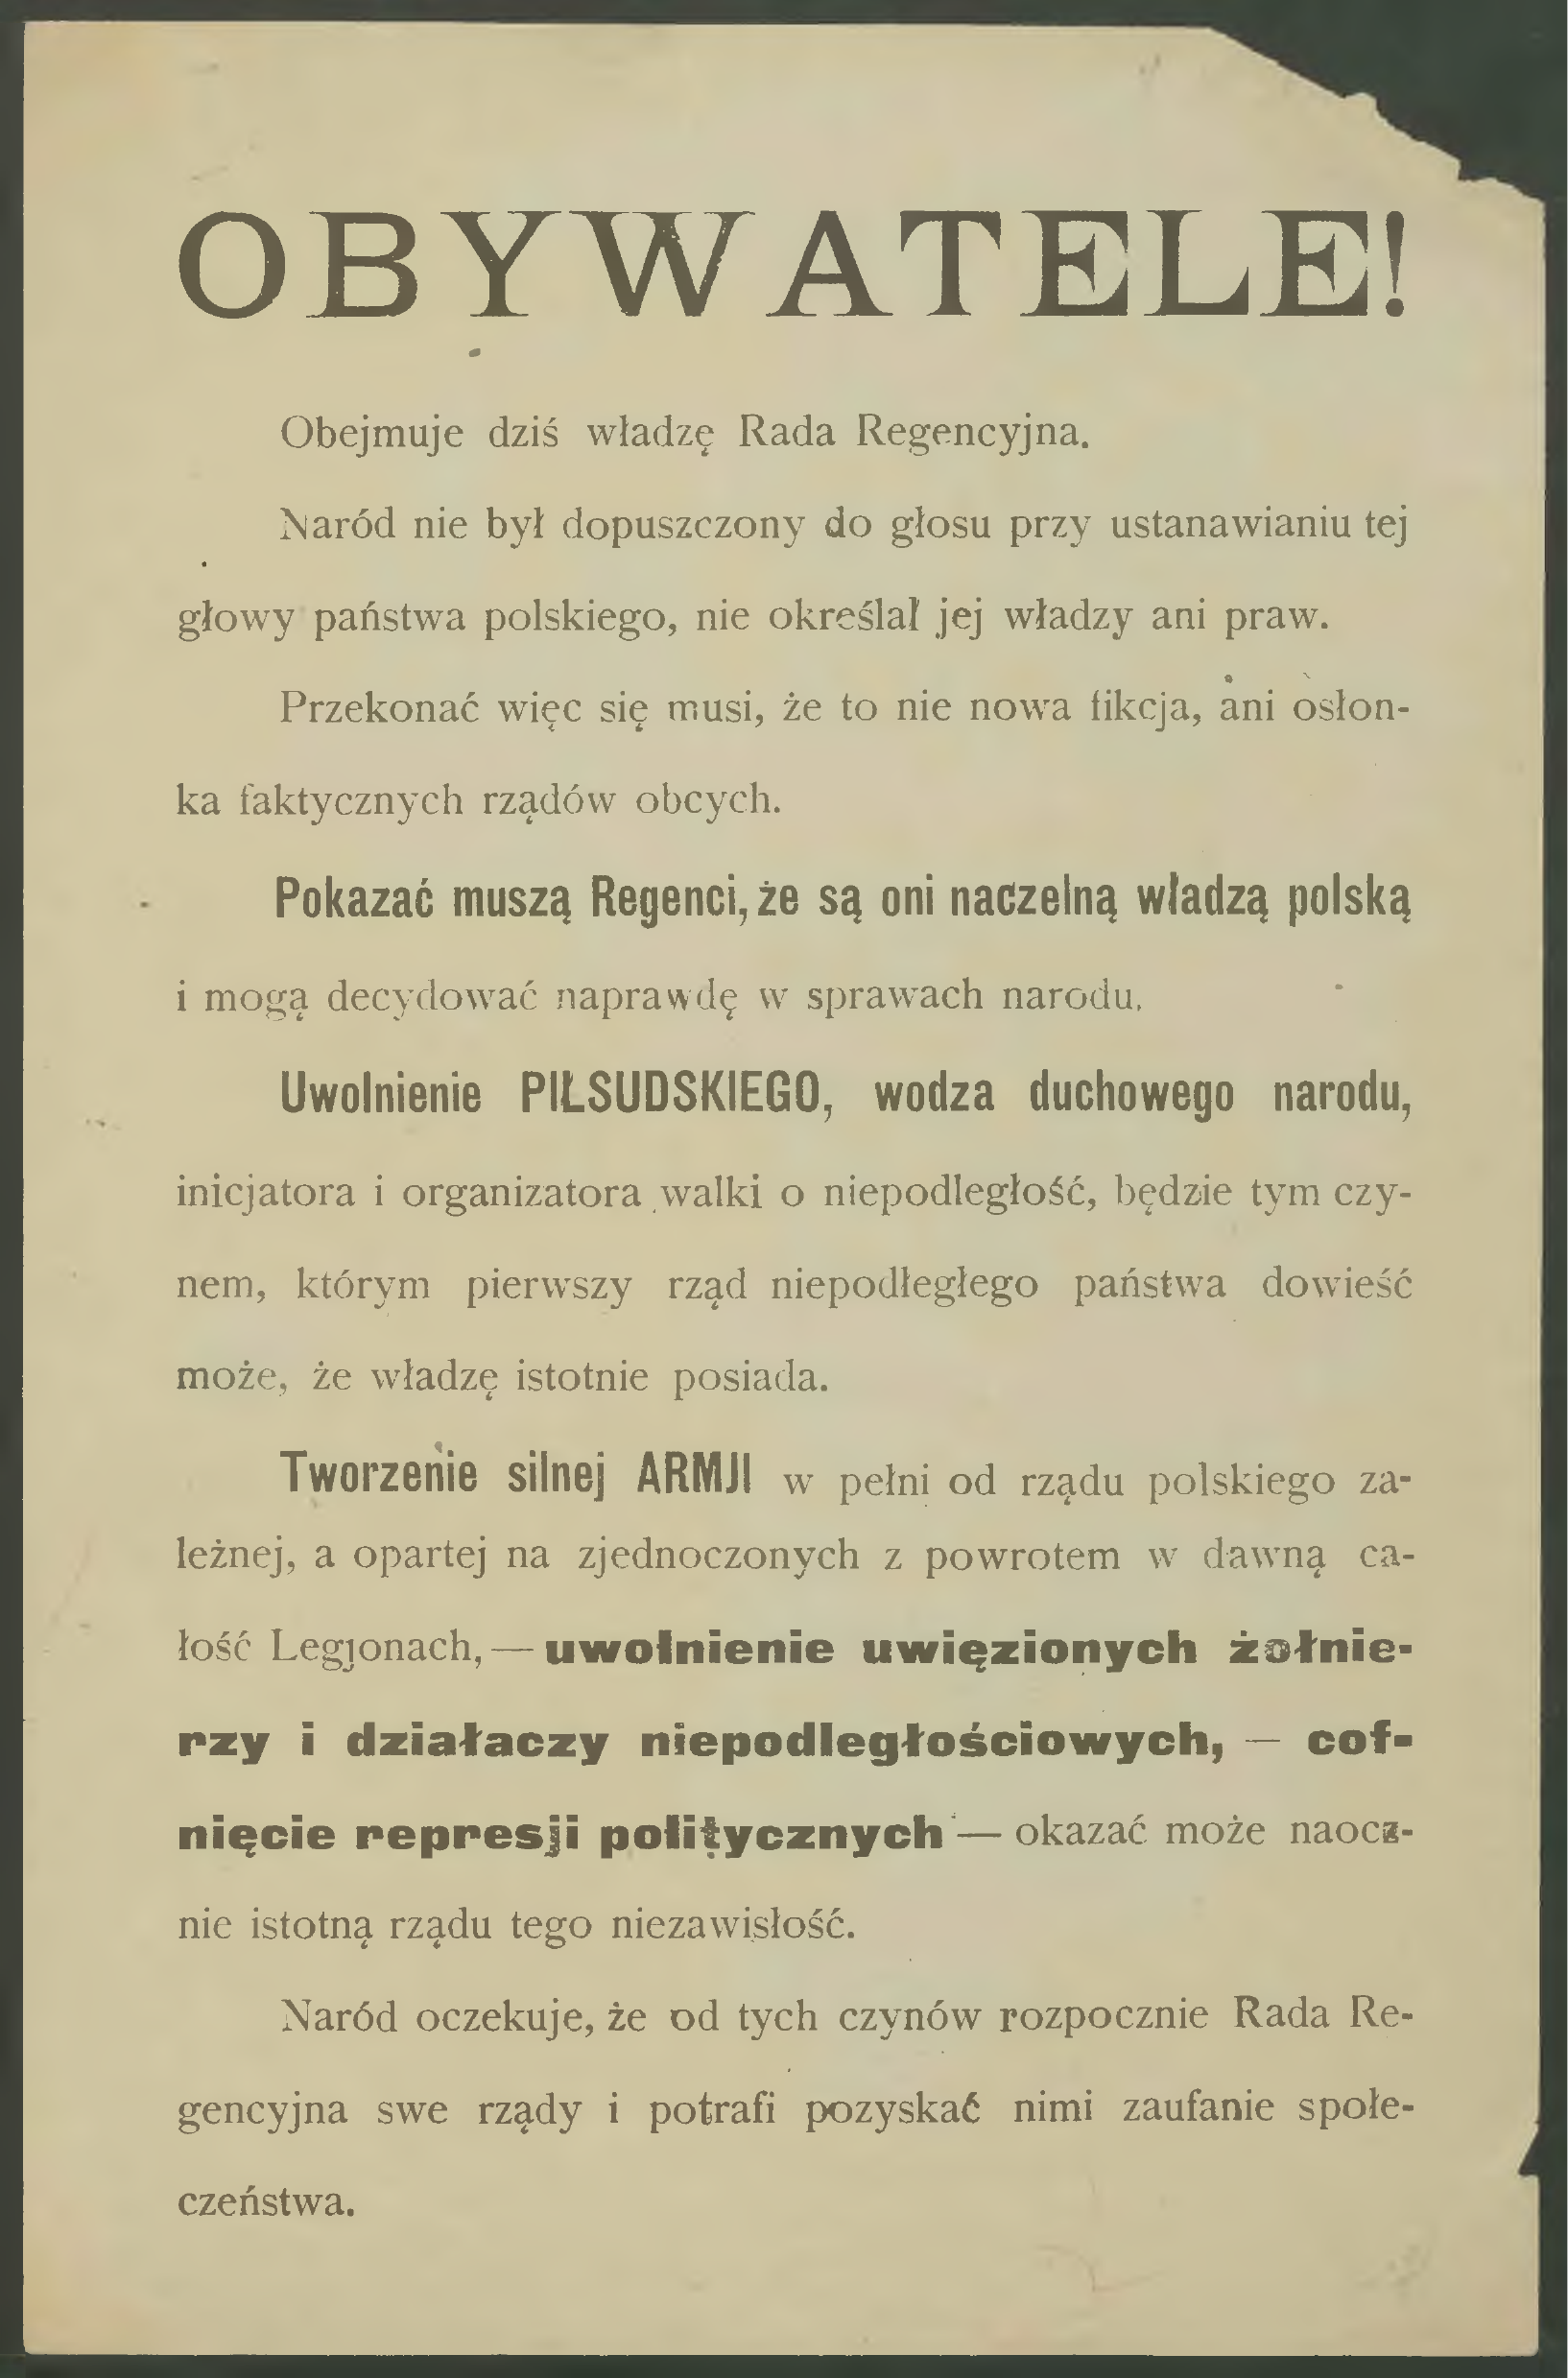 OBYWATELE!
Obejmuje dziś władzę Rada Regencyjna.
Naród nie był dopuszczony do głosu przy ustanawianiu tej
głowy państwa polskiego, nie określał jej władzy ani praw.
Przekonać więc się musi, że to nie nowa fikcja, ani osłon-
ka faktycznych rządów obcych.
Pokazać muszą Regenci, że są oni naczelną władzą polską
i mogą decydować naprawdę w sprawach narodu.
Uwolnienie PIŁSUDSKIEGO, wodza duchowego narodu,
inicjatora i organizatora walki o niepodległość, będzie tym czy-
nem, którym pierwszy rząd niepodległego państwa dowieść
może, że władzę istotnie posiada.
Tworzenie silnej ARMJI w pełni od rządu polskiego za-
leżnej, a opartej na zjednoczonych z powrotem w dawną ca-
łość Legjonach, — uwolnienie uwięzionych żołnie-
rzy i działaczy niepodległościowych, — cof-
nięcie represji politycznych — okazać może naocz-
nie istotną rządu tego niezawisłość.
Naród oczekuje, że od tych czynów rozpocznie Rada Re-
gencyjna swe rządy i potrafi pozyskać nimi zaufanie społe-
czeństwa.